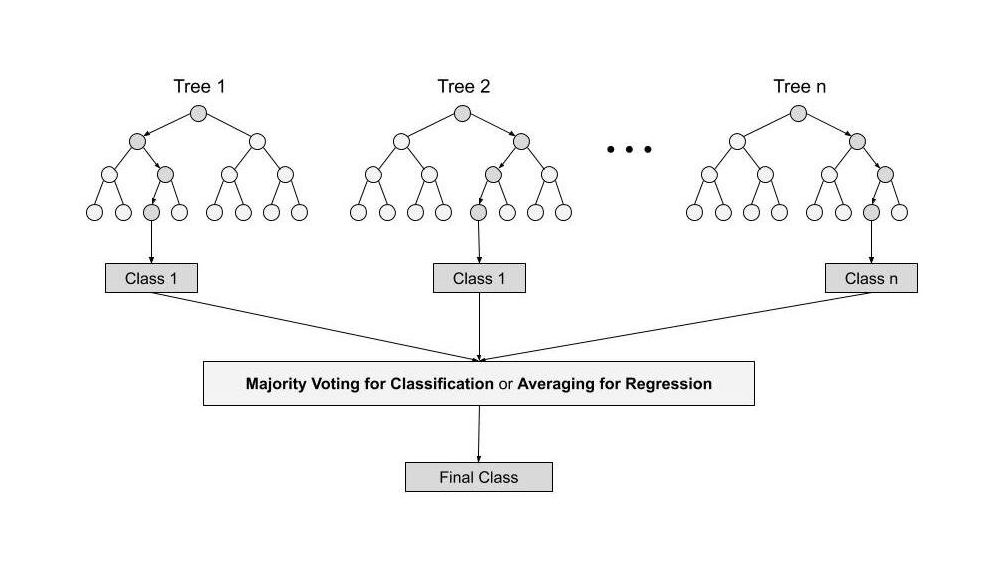 Tree 1
Tree 2
Tree n
Class 1
Class 1
Class n
Majority Voting for Classification or Averaging for Regression
Final Class